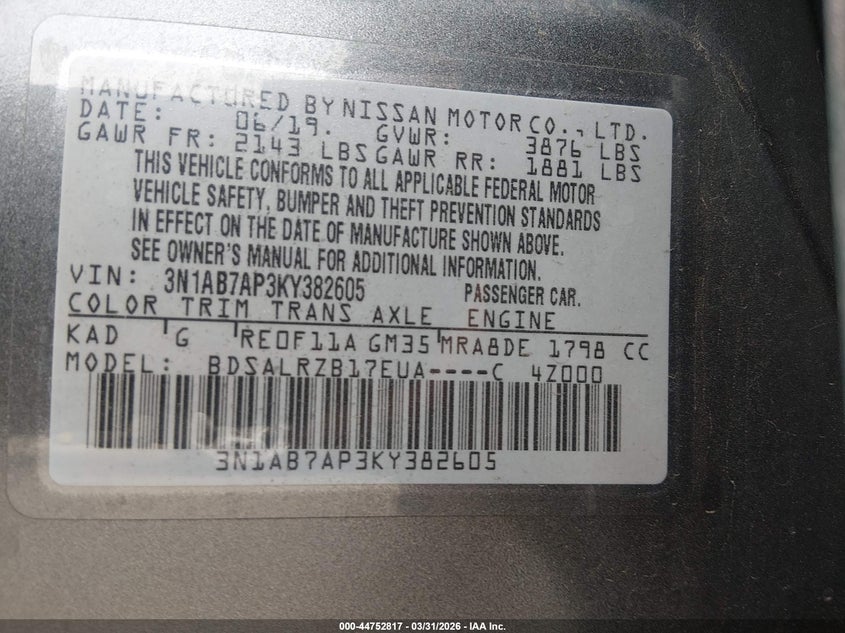 MANUFACTURED BY NISSAN MOTOR CO., LTD.
DATE: 06/19. GVWR: 3876 LBS
GAWR FR: 2143 LBS GAWR RR: 1881 LBS
THIS VEHICLE CONFORMS TO ALL APPLICABLE FEDERAL MOTOR
VEHICLE SAFETY, BUMPER AND THEFT PREVENTION STANDARDS
IN EFFECT ON THE DATE OF MANUFACTURE SHOWN ABOVE.
SEE OWNER'S MANUAL FOR ADDITIONAL INFORMATION.
VIN: 3N1AB7AP3KY382605 PASSENGER CAR.
COLOR TRIM TRANS AXLE ENGINE
KAD G RE0F11A GM35 MRA8DE 1798 CC
MODEL: BDSALRZB17EUA----C 4Z000
3N1AB7AP3KY382605
000-44752817 - 03/31/2026 - IAA Inc.